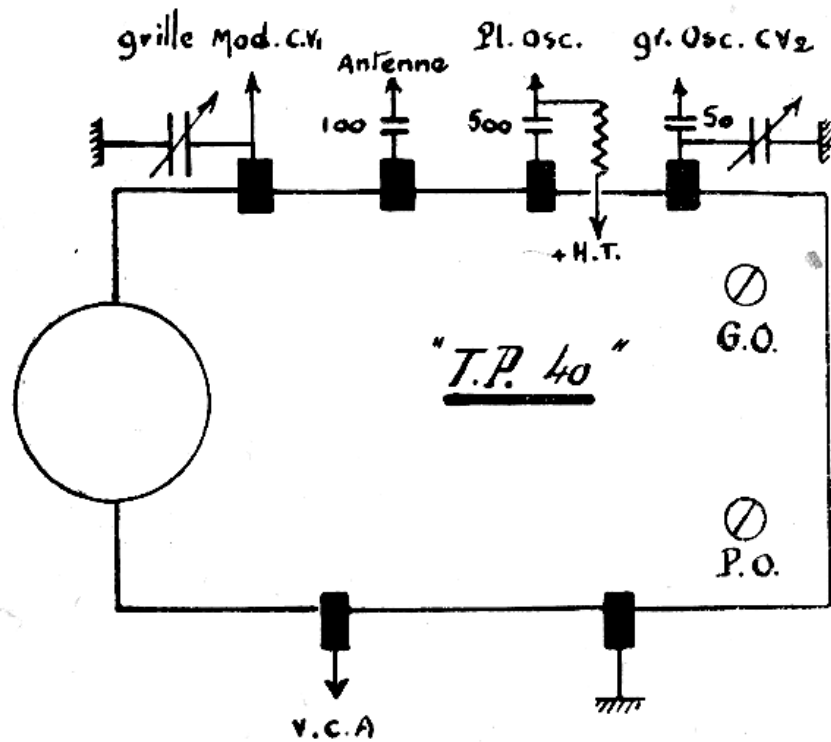 grille Mod. C.V1
Antenne
Pl. Osc.
gr. Osc. CV2
100
500
50
+ H.T.
G.O.
"T.P. 40"
P.O.
V.C.A